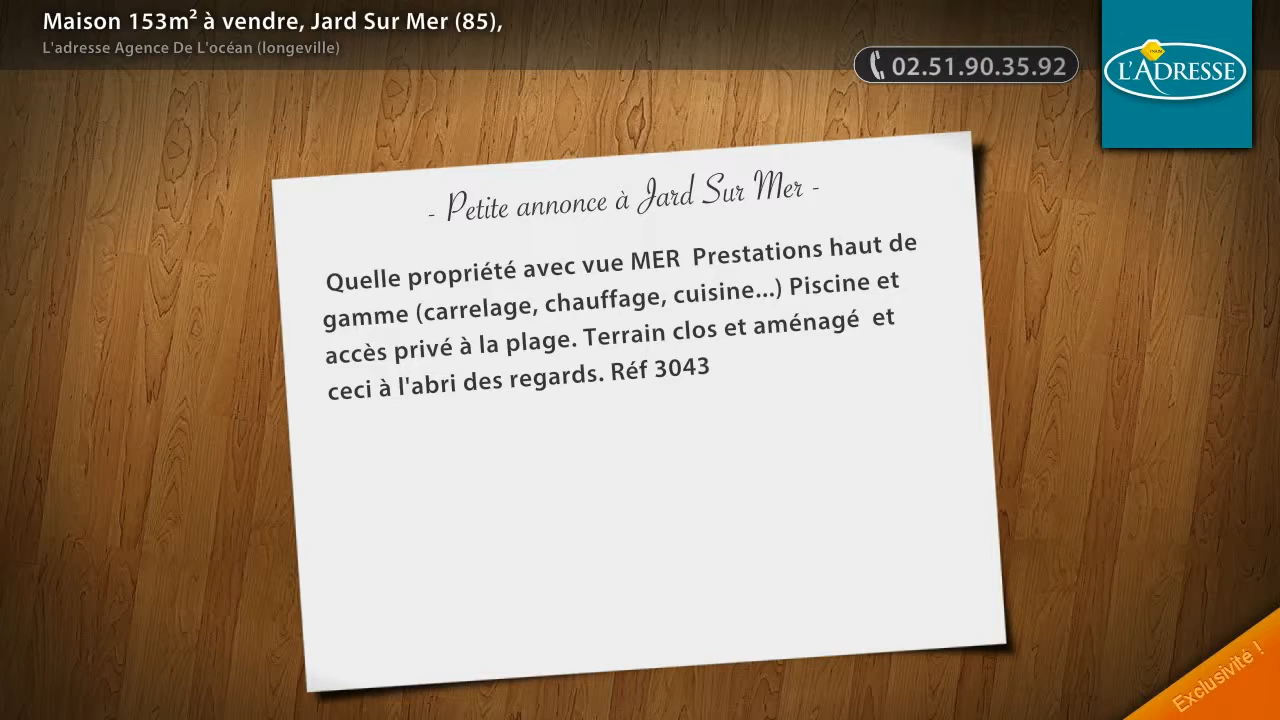 Maison 153m² à vendre, Jard Sur Mer (85),
L'adresse Agence De L'océan (longeville)
02.51.90.35.92
L'ADRESSE
- Petite annonce à Jard Sur Mer -
Quelle propriété avec vue MER  Prestations haut de
gamme (carrelage, chauffage, cuisine...) Piscine et
accès privé à la plage. Terrain clos et aménagé  et
ceci à l'abri des regards. Réf 3043
Exclusivité !